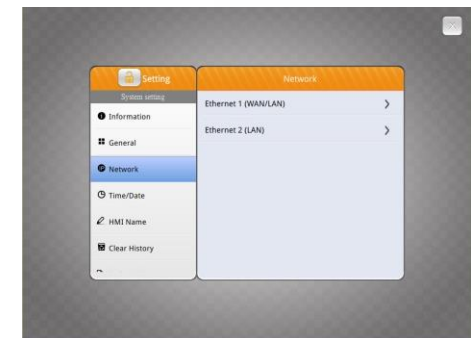 Setting
System setting
Information
General
Network
Time/Date
HMI Name
Clear History
Network
Ethernet 1 (WAN/LAN)
Ethernet 2 (LAN)